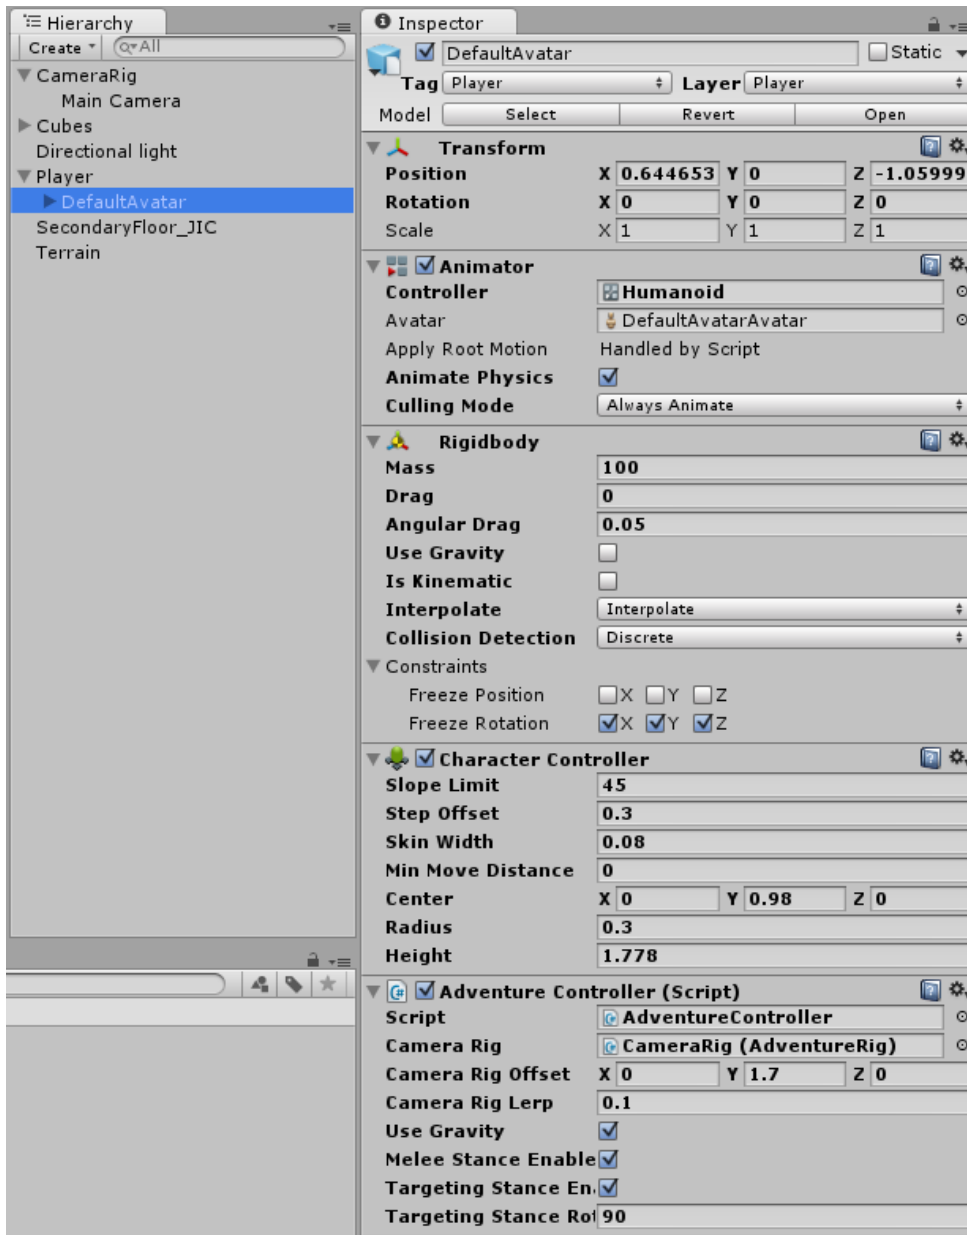 Hierarchy
Create All
CameraRig
Main Camera
Cubes
Directional light
Player
DefaultAvatar
SecondaryFloor_JIC
Terrain
Inspector
DefaultAvatar Static
Tag Player Layer Player
Model Select Revert Open
Transform
Position X 0.644653 Y 0 Z -1.05999
Rotation X 0 Y 0 Z 0
Scale X 1 Y 1 Z 1
Animator
Controller Humanoid
Avatar DefaultAvatarAvatar
Apply Root Motion Handled by Script
Animate Physics
Culling Mode Always Animate
Rigidbody
Mass 100
Drag 0
Angular Drag 0.05
Use Gravity
Is Kinematic
Interpolate Interpolate
Collision Detection Discrete
Constraints
Freeze Position X Y Z
Freeze Rotation X Y Z
Character Controller
Slope Limit 45
Step Offset 0.3
Skin Width 0.08
Min Move Distance 0
Center X 0 Y 0.98 Z 0
Radius 0.3
Height 1.778
Adventure Controller (Script)
Script AdventureController
Camera Rig CameraRig (AdventureRig)
Camera Rig Offset X 0 Y 1.7 Z 0
Camera Rig Lerp 0.1
Use Gravity
Melee Stance Enable
Targeting Stance En
Targeting Stance Rot 90